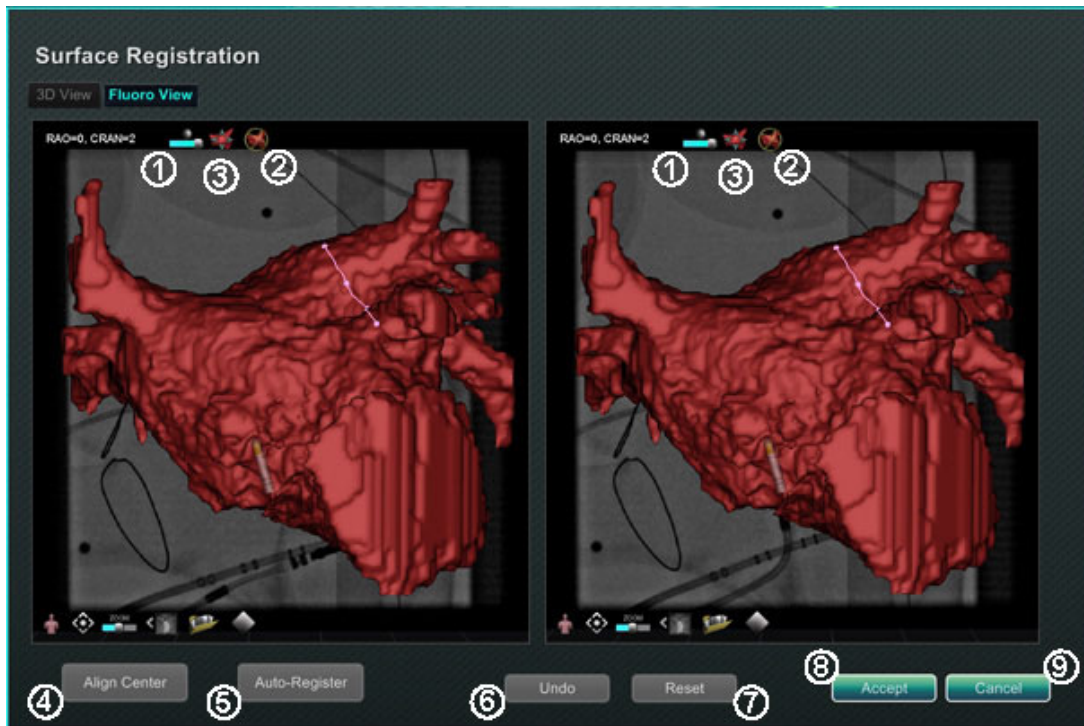 Surface Registration
3D View Fluoro View
RAO=0, CRAN=2 RAO=0, CRAN=2
1 3 2 1 3 2
ZOOM ZOOM
4 Align Center 5 Auto-Register 6 Undo Reset 7 8 Accept Cancel 9